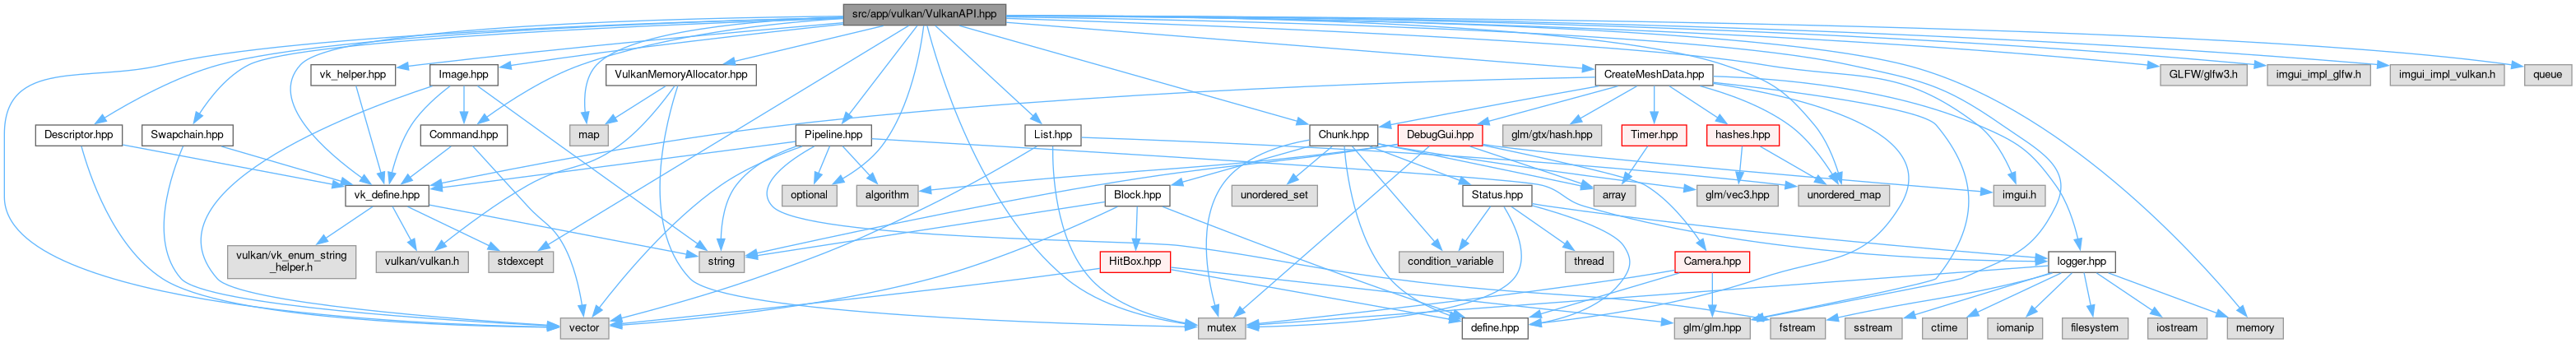 src/app/vulkan/VulkanAPI.hpp
vk_helper.hpp
Image.hpp
VulkanMemoryAllocator.hpp
CreateMeshData.hpp
GLFW/glfw3.h
imgui_impl_glfw.h
imgui_impl_vulkan.h
queue
Descriptor.hpp
Swapchain.hpp
Command.hpp
map
Pipeline.hpp
List.hpp
Chunk.hpp
DebugGui.hpp
glm/gtx/hash.hpp
Timer.hpp
hashes.hpp
vk_define.hpp
optional
algorithm
Block.hpp
unordered_set
Status.hpp
array
glm/vec3.hpp
unordered_map
imgui.h
vulkan/vk_enum_string
_helper.h
vulkan/vulkan.h
stdexcept
string
HitBox.hpp
condition_variable
thread
Camera.hpp
logger.hpp
vector
mutex
define.hpp
glm/glm.hpp
fstream
sstream
ctime
iomanip
filesystem
iostream
memory